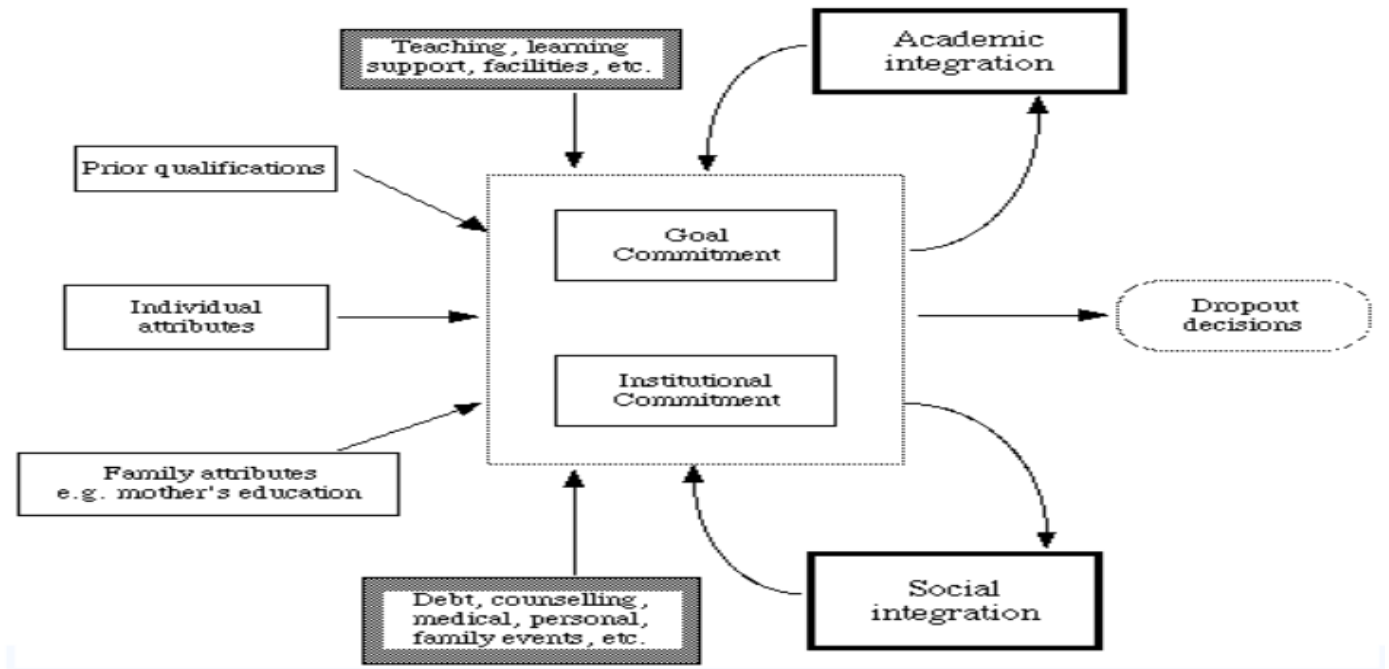 Teaching, learning
support, facilities, etc.
Academic
integration
Prior qualifications
Goal
Commitment
Individual
attributes
Dropout
decisions
Institutional
Commitment
Family attributes
e.g. mother's education
Debt, counselling,
medical, personal,
family events, etc.
Social
integration